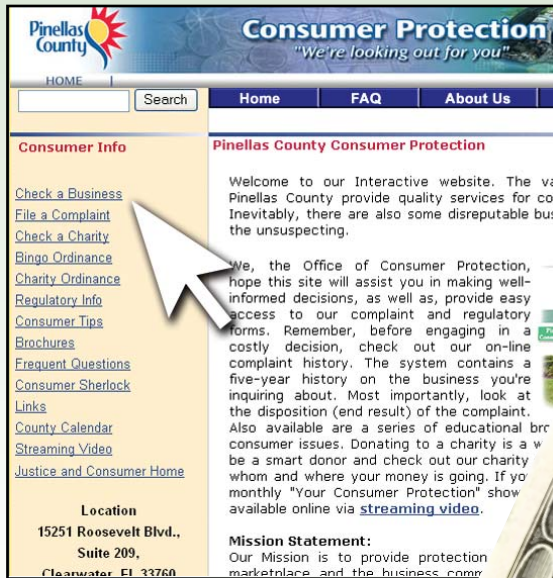 Pinellas
County
Consumer Protection
"We're looking out for you"
HOME |
Search
Home
FAQ
About Us
Consumer Info
Check a Business
File a Complaint
Check a Charity
Bingo Ordinance
Charity Ordinance
Regulatory Info
Consumer Tips
Brochures
Frequent Questions
Consumer Sherlock
Links
County Calendar
Streaming Video
Justice and Consumer Home
Location
15251 Roosevelt Blvd.,
Suite 209,
Clearwater, FL 33760
Pinellas County Consumer Protection
Welcome to our Interactive website. The
Pinellas County provide quality services for
Inevitably, there are also some disreputable
the unsuspecting.
We, the Office of Consumer Protection,
hope this site will assist you in making well-
informed decisions, as well as, provide easy
access to our complaint and regulatory
forms. Remember, before engaging in a
costly decision, check out our on-line
complaint history. The system contains a
five-year history on the business you're
inquiring about. Most importantly, look at
the disposition (end result) of the complaint.
Also available are a series of educational
consumer issues. Donating to a charity is a
be a smart donor and check out our charity
whom and where your money is going. If
monthly "Your Consumer Protection"
available online via streaming video.
Mission Statement:
Our Mission is to provide protection
marketplace and the business